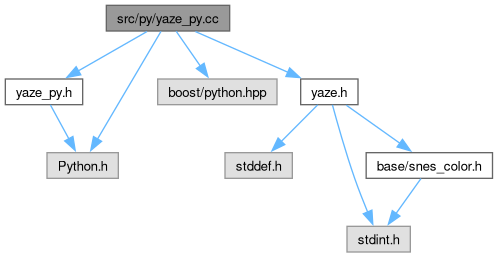 src/py/yaze_py.cc
yaze_py.h
boost/python.hpp
yaze.h
Python.h
stddef.h
base/snes_color.h
stdint.h